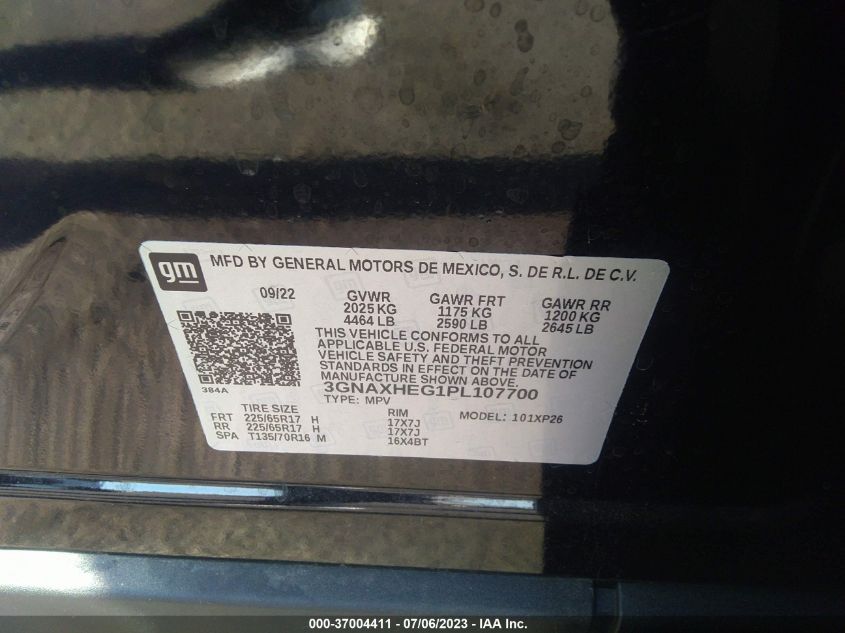 gm
MFD BY GENERAL MOTORS DE MEXICO, S. DE R.L. DE C.V.
09/22 GVWR GAWR FRT GAWR RR
2025 KG 1175 KG 1200 KG
4464 LB 2590 LB 2645 LB
THIS VEHICLE CONFORMS TO ALL
APPLICABLE U.S. FEDERAL MOTOR
VEHICLE SAFETY AND THEFT PREVENTION
STANDARDS IN EFFECT ON THE DATE OF
MANUFACTURE SHOWN ABOVE.
384A
3GNAXHEG1PL107700
TYPE: MPV
TIRE SIZE RIM MODEL: 101XP26
FRT 225/65R17 H 17X7J
RR 225/65R17 H 17X7J
SPA T135/70R16 M 16X4BT
000-37004411 - 07/06/2023 - IAA Inc.